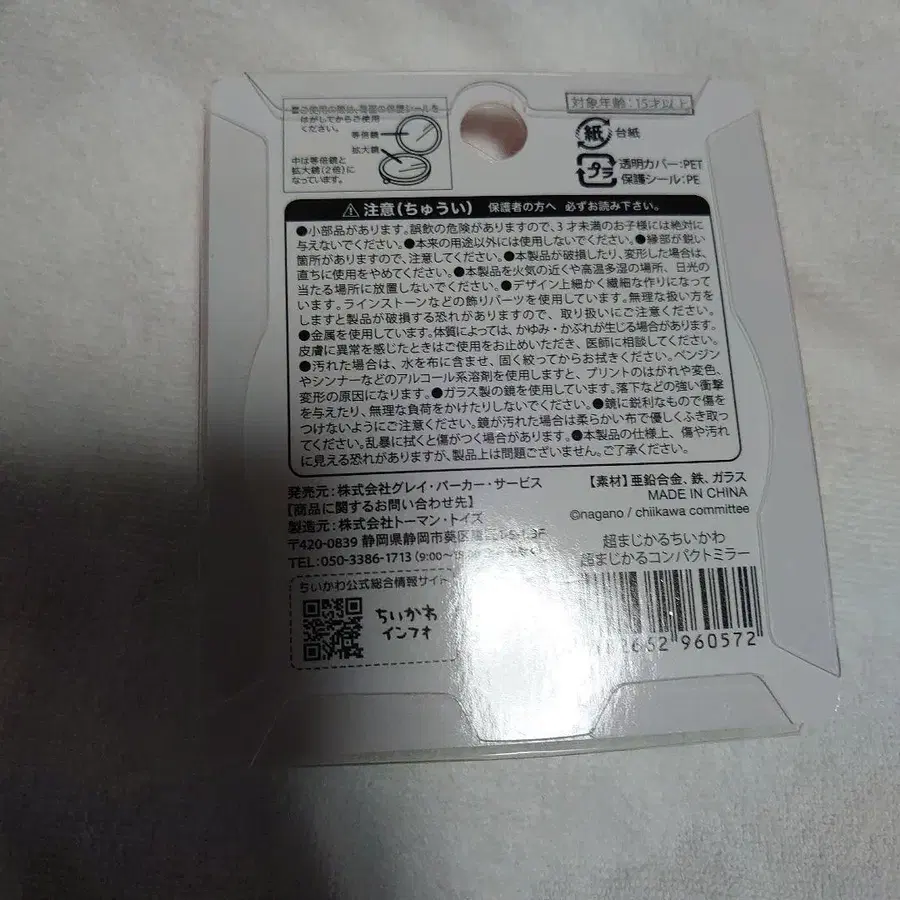 ご使用の際は、両面の保護シールを
はがしてからご使用
ください。
等倍鏡
拡大鏡
中は等倍鏡と
拡大鏡(2倍)に
なっています。
対象年齢:15才以上
紙 台紙
プラ 透明カバー:PET
保護シール:PE
⚠ 注意(ちゅうい) 保護者の方へ 必ずお読み下さい。
●小部品があります。誤飲の危険がありますので、3才未満のお子様には絶対に
与えないでください。●本来の用途以外には使用しないでください。●縁部が鋭い
箇所がありますので、注意してください。●本製品が破損したり、変形した場合は、
直ちに使用をやめてください。●本製品を火気の近くや高温多湿の場所、日光の
当たる場所に放置しないでください。●デザイン上細かく繊細な作りになって
います。ラインストーンなどの飾りパーツを使用しています。無理な扱い方を
しますと製品が破損する恐れがありますので、取り扱いにご注意ください。
●金属を使用しています。体質によっては、かゆみ・かぶれが生じる場合があります。
皮膚に異常を感じたときはご使用をお止めいただき、医師に相談してください。
●汚れた場合は、水を布に含ませ、固く絞ってからお拭きください。ベンジン
やシンナーなどのアルコール系溶剤を使用しますと、プリントのはがれや変色、
変形の原因になります。●ガラス製の鏡を使用しています。落下などの強い衝撃
を与えたり、無理な負荷をかけたりしないでください。●鏡に鋭利なもので傷を
つけないようにご注意ください。鏡が汚れた場合は柔らかい布で優しくふき取っ
てください。乱暴に拭くと傷がつく場合があります。●本製品の仕様上、傷や汚れ
に見える恐れがありますが、製品上は問題ございません。ご了承ください。
発売元:株式会社グレイ・パーカー・サービス
【商品に関するお問い合わせ先】
製造元:株式会社トーマン・トイズ
〒420-0839 静岡県静岡市葵区
TEL:050-3386-1713
【素材】亜鉛合金、鉄、ガラス
MADE IN CHINA
©nagano / chiikawa committee
超まじかるちいかわ
超まじかるコンパクトミラー
ちいかわ公式総合情報サイト
ちいかわ
インフォ
2652 960572